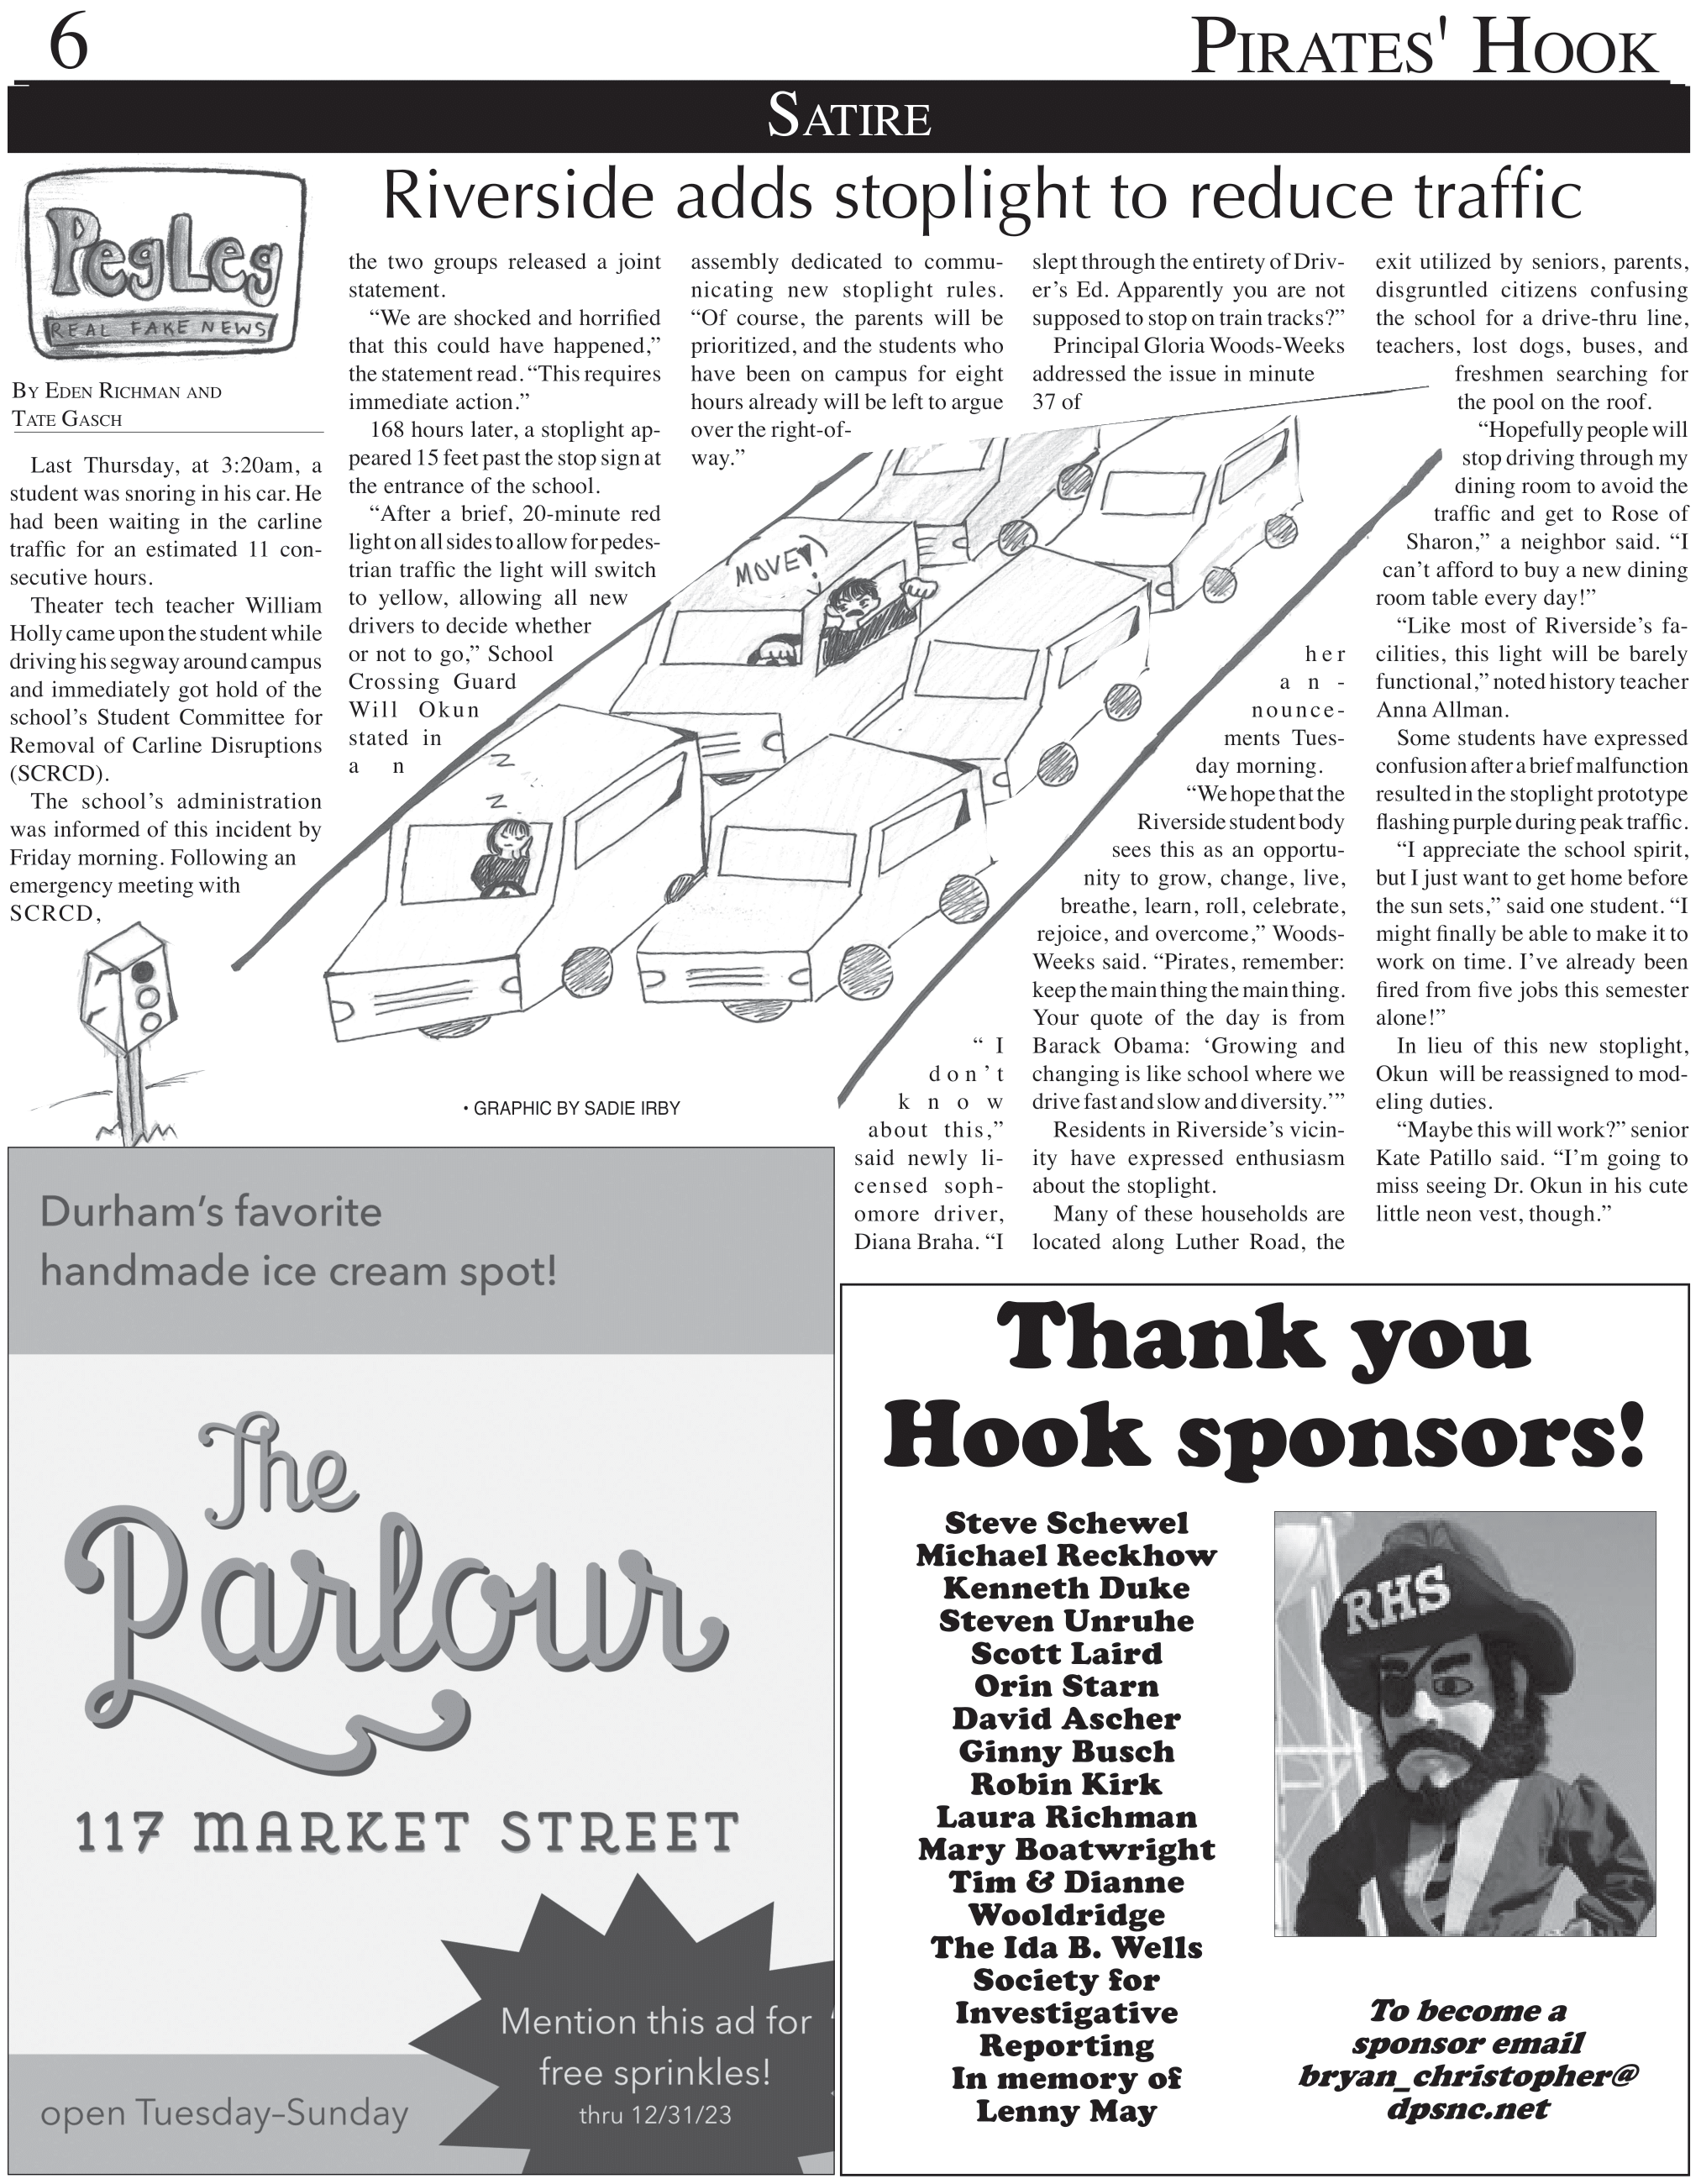 6
PIRATES' HOOK
SATIRE
PegLeg
REAL FAKE NEWS
Riverside adds stoplight to reduce traffic
BY EDEN RICHMAN AND
TATE GASCH
Last Thursday, at 3:20am, a
student was snoring in his car. He
had been waiting in the carline
traffic for an estimated 11 con-
secutive hours.
Theater tech teacher William
Holly came upon the student while
driving his segway around campus
and immediately got hold of the
school's Student Committee for
Removal of Carline Disruptions
(SCRCD).
The school's administration
was informed of this incident by
Friday morning. Following an
emergency meeting with
SCRCD,
the two groups released a joint
statement.
“We are shocked and horrified
that this could have happened,”
the statement read. “This requires
immediate action.”
168 hours later, a stoplight ap-
peared 15 feet past the stop sign at
the entrance of the school.
“After a brief, 20-minute red
light on all sides to allow for pedes-
trian traffic the light will switch
to yellow, allowing all new
drivers to decide whether
or not to go,” School
Crossing Guard
Will Okun
stated in
a n
assembly dedicated to commu-
nicating new stoplight rules.
“Of course, the parents will be
prioritized, and the students who
have been on campus for eight
hours already will be left to argue
over the right-of-
way.”
“ I
don’t
know
about this,”
said newly li-
censed soph-
omore driver,
Diana Braha. “I
slept through the entirety of Driv-
er’s Ed. Apparently you are not
supposed to stop on train tracks?”
Principal Gloria Woods-Weeks
addressed the issue in minute
37 of
her
an-
nounce-
ments Tues-
day morning.
“We hope that the
Riverside student body
sees this as an opportu-
nity to grow, change, live,
breathe, learn, roll, celebrate,
rejoice, and overcome,” Woods-
Weeks said. “Pirates, remember:
keep the main thing the main thing.
Your quote of the day is from
Barack Obama: ‘Growing and
changing is like school where we
drive fast and slow and diversity.’”
Residents in Riverside’s vicin-
ity have expressed enthusiasm
about the stoplight.
Many of these households are
located along Luther Road, the
exit utilized by seniors, parents,
disgruntled citizens confusing
the school for a drive-thru line,
teachers, lost dogs, buses, and
freshmen searching for
the pool on the roof.
“Hopefully people will
stop driving through my
dining room to avoid the
traffic and get to Rose of
Sharon,” a neighbor said. “I
can’t afford to buy a new dining
room table every day!”
“Like most of Riverside’s fa-
cilities, this light will be barely
functional,” noted history teacher
Anna Allman.
Some students have expressed
confusion after a brief malfunction
resulted in the stoplight prototype
flashing purple during peak traffic.
“I appreciate the school spirit,
but I just want to get home before
the sun sets,” said one student. “I
might finally be able to make it to
work on time. I’ve already been
fired from five jobs this semester
alone!”
In lieu of this new stoplight,
Okun will be reassigned to mod-
eling duties.
“Maybe this will work?” senior
Kate Patillo said. “I’m going to
miss seeing Dr. Okun in his cute
little neon vest, though.”
MOVE!
z
z
• GRAPHIC BY SADIE IRBY
Durham’s favorite
handmade ice cream spot!
The
Parlour
117 MARKET STREET
Mention this ad for
free sprinkles!
thru 12/31/23
open Tuesday–Sunday
Thank you
Hook sponsors!
Steve Schewel
Michael Reckhow
Kenneth Duke
Steven Unruhe
Scott Laird
Orin Starn
David Ascher
Ginny Busch
Robin Kirk
Laura Richman
Mary Boatwright
Tim & Dianne
Wooldridge
The Ida B. Wells
Society for
Investigative
Reporting
In memory of
Lenny May
RHS
To become a
sponsor email
bryan_christopher@
dpsnc.net